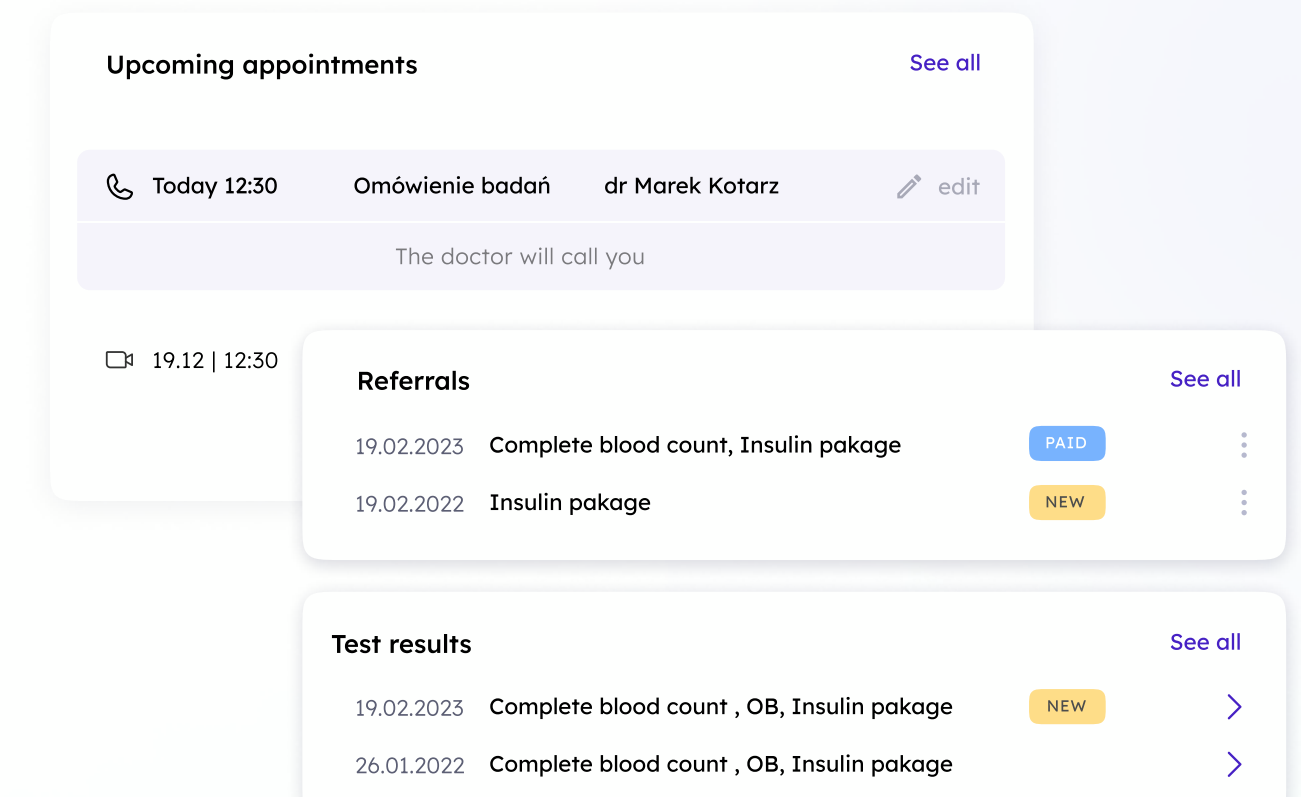 Upcoming appointments See all
Today 12:30 Omówienie badań dr Marek Kotarz edit
The doctor will call you
19.12 | 12:30
Referrals See all
19.02.2023 Complete blood count, Insulin pakage PAID
19.02.2022 Insulin pakage NEW
Test results See all
19.02.2023 Complete blood count , OB, Insulin pakage NEW
26.01.2022 Complete blood count , OB, Insulin pakage